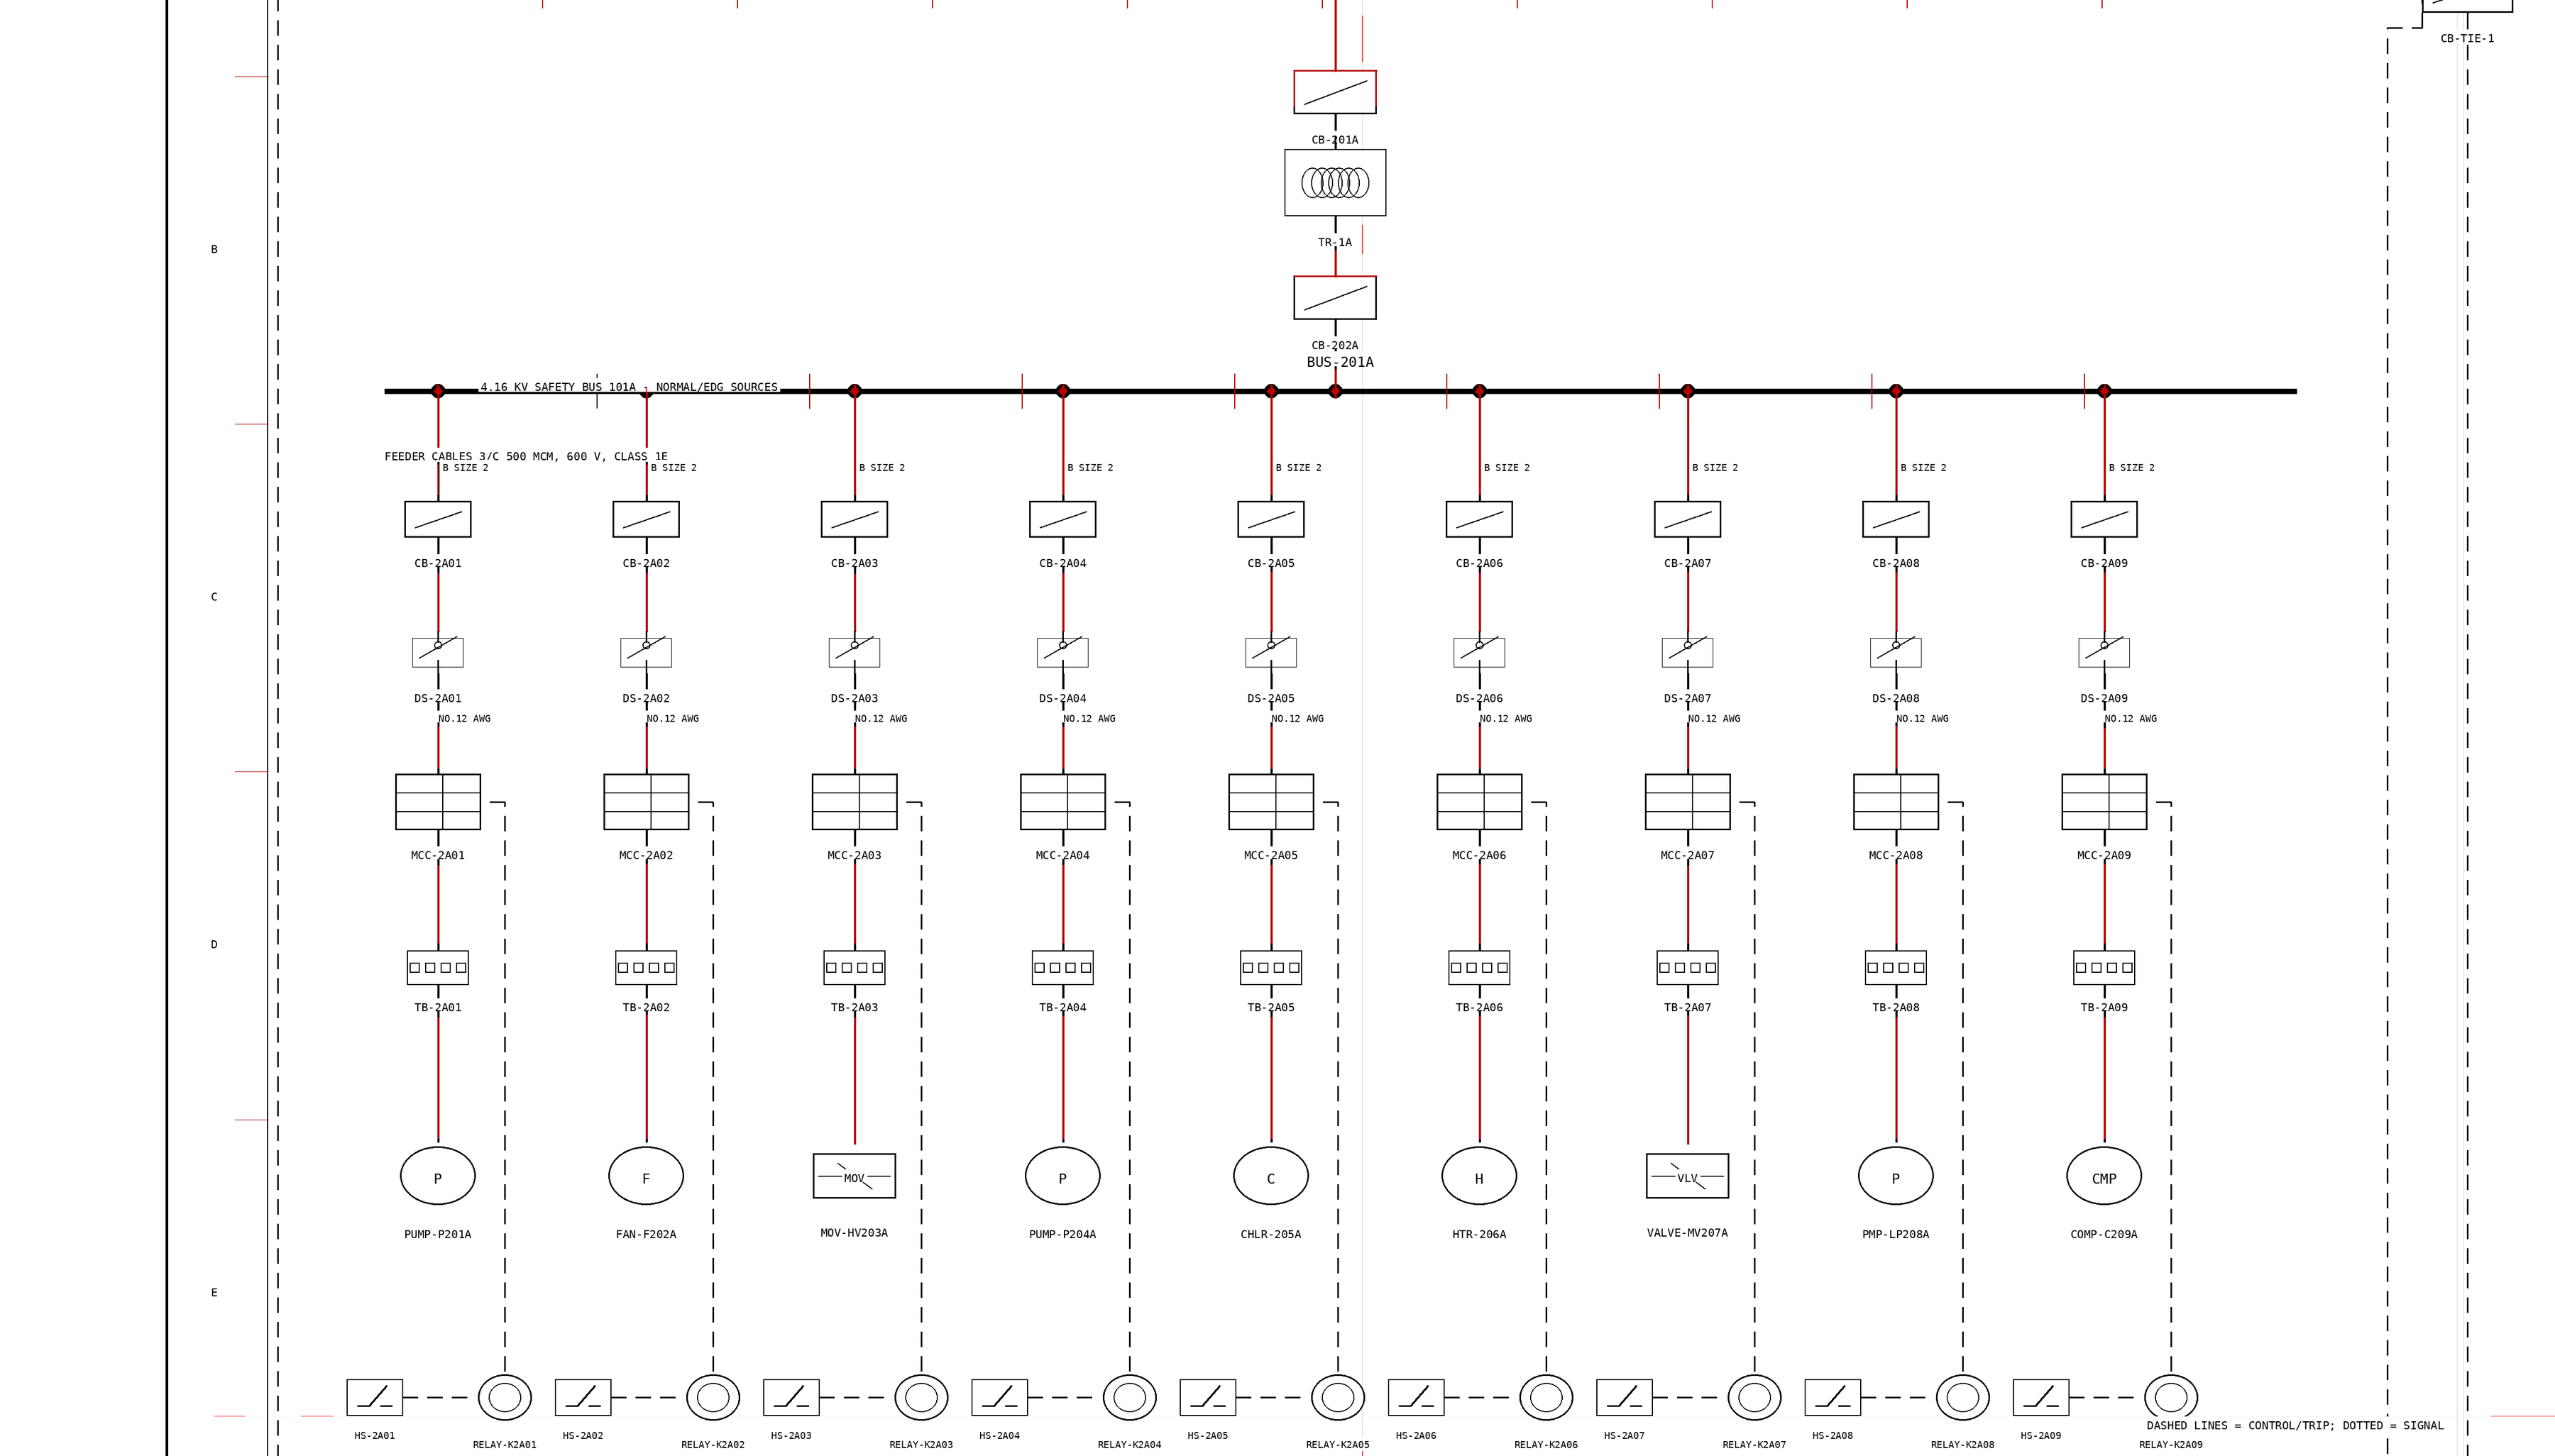 CB-TIE-1
CB-201A
B
TR-1A
CB-202A
BUS-201A
4.16 KV SAFETY BUS 101A - NORMAL/EDG SOURCES
FEEDER CABLES 3/C 500 MCM, 600 V, CLASS 1E
B SIZE 2 B SIZE 2 B SIZE 2 B SIZE 2 B SIZE 2 B SIZE 2 B SIZE 2 B SIZE 2 B SIZE 2
CB-2A01 CB-2A02 CB-2A03 CB-2A04 CB-2A05 CB-2A06 CB-2A07 CB-2A08 CB-2A09
C
DS-2A01 DS-2A02 DS-2A03 DS-2A04 DS-2A05 DS-2A06 DS-2A07 DS-2A08 DS-2A09
NO.12 AWG NO.12 AWG NO.12 AWG NO.12 AWG NO.12 AWG NO.12 AWG NO.12 AWG NO.12 AWG NO.12 AWG
MCC-2A01 MCC-2A02 MCC-2A03 MCC-2A04 MCC-2A05 MCC-2A06 MCC-2A07 MCC-2A08 MCC-2A09
D
TB-2A01 TB-2A02 TB-2A03 TB-2A04 TB-2A05 TB-2A06 TB-2A07 TB-2A08 TB-2A09
P F MOV P C H VLV P CMP
PUMP-P201A FAN-F202A MOV-HV203A PUMP-P204A CHLR-205A HTR-206A VALVE-MV207A PMP-LP208A COMP-C209A
E
DASHED LINES = CONTROL/TRIP; DOTTED = SIGNAL
HS-2A01 HS-2A02 HS-2A03 HS-2A04 HS-2A05 HS-2A06 HS-2A07 HS-2A08 HS-2A09
RELAY-K2A01 RELAY-K2A02 RELAY-K2A03 RELAY-K2A04 RELAY-K2A05 RELAY-K2A06 RELAY-K2A07 RELAY-K2A08 RELAY-K2A09